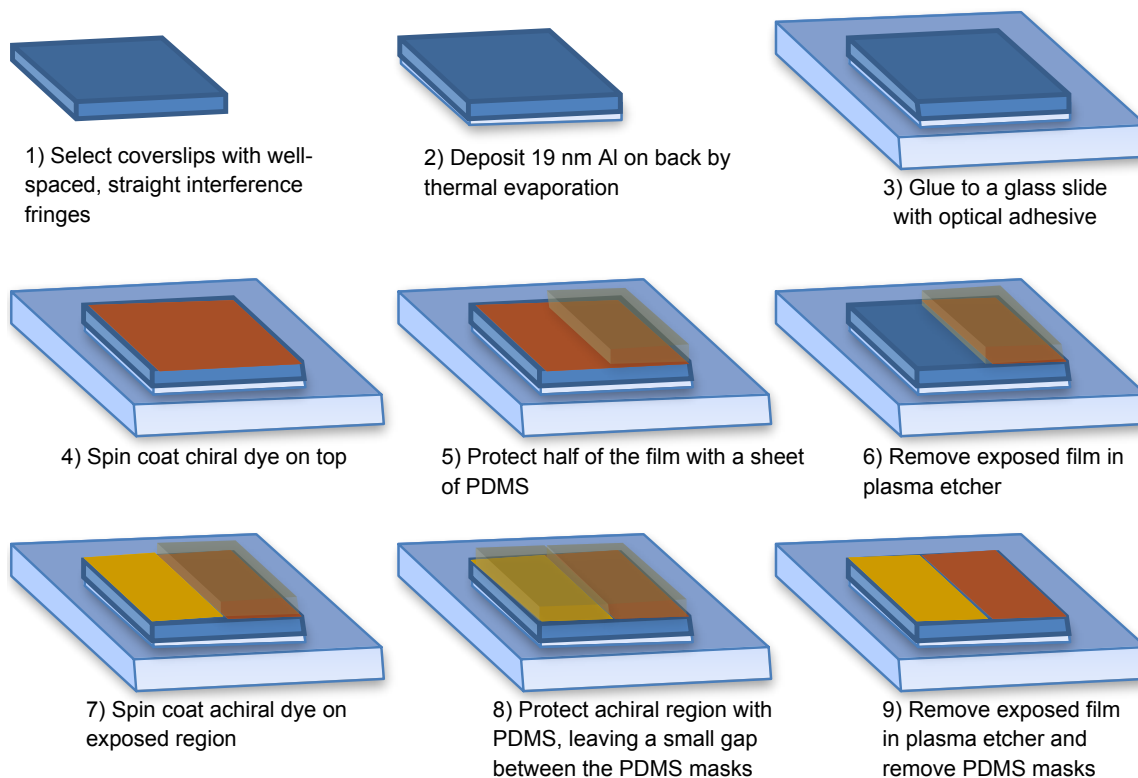 1) Select coverslips with well-
spaced, straight interference
fringes
2) Deposit 19 nm Al on back by
thermal evaporation
3) Glue to a glass slide
with optical adhesive
4) Spin coat chiral dye on top
5) Protect half of the film with a sheet
of PDMS
6) Remove exposed film in
plasma etcher
7) Spin coat achiral dye on
exposed region
8) Protect achiral region with
PDMS, leaving a small gap
between the PDMS masks
9) Remove exposed film
in plasma etcher and
remove PDMS masks